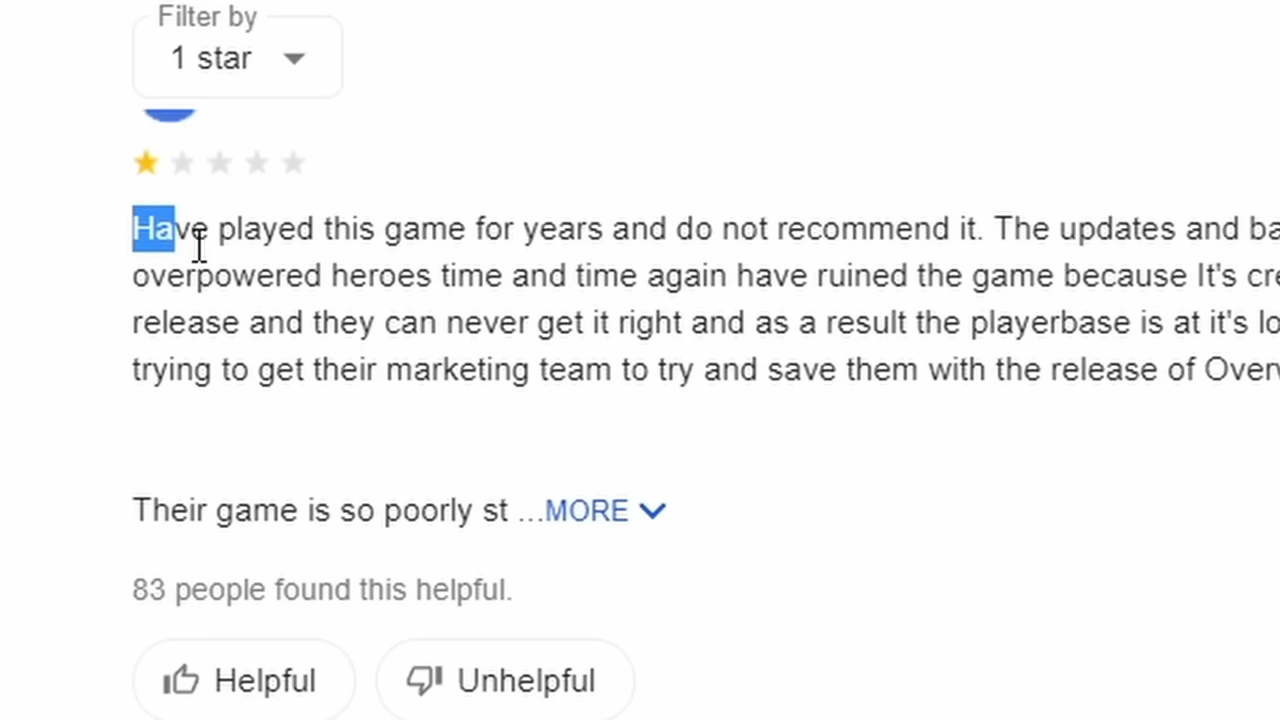 Filter by
1 star
Have played this game for years and do not recommend it. The updates and ba
overpowered heroes time and time again have ruined the game because It's cre
release and they can never get it right and as a result the playerbase is at it's lo
trying to get their marketing team to try and save them with the release of Overw
Their game is so poorly st ...MORE
83 people found this helpful.
Helpful
Unhelpful